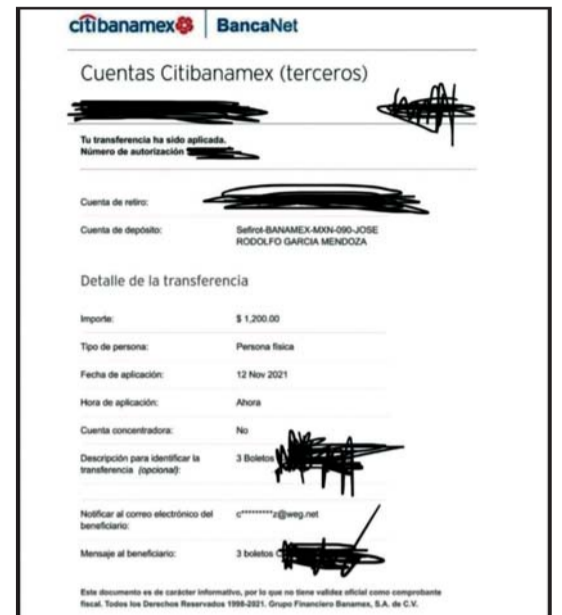 citibanamex BancaNet
Cuentas Citibanamex (terceros)
Tu transferencia ha sido aplicada.
Número de autorización
Cuenta de retiro:
Cuenta de depósito: Sefirot-BANAMEX-MXN-090-JOSE
RODOLFO GARCIA MENDOZA
Detalle de la transferencia
Importe: $ 1,200.00
Tipo de persona: Persona física
Fecha de aplicación: 12 Nov 2021
Hora de aplicación: Ahora
Cuenta concentradora: No
Descripción para identificar la 3 Boletos
transferencia (opcional):
Notificar al correo electrónico del c*********z@weg.net
beneficiario:
Mensaje al beneficiario: 3 boletos
Este documento es de carácter informativo, por lo que no tiene validez oficial como comprobante
fiscal. Todos los Derechos Reservados 1998-2021. Grupo Financiero Banamex, S.A. de C.V.